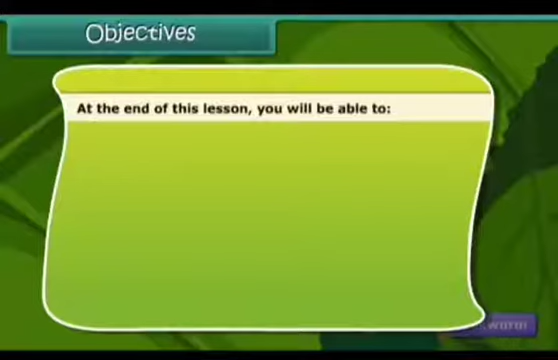 Objectives
At the end of this lesson, you will be able to: